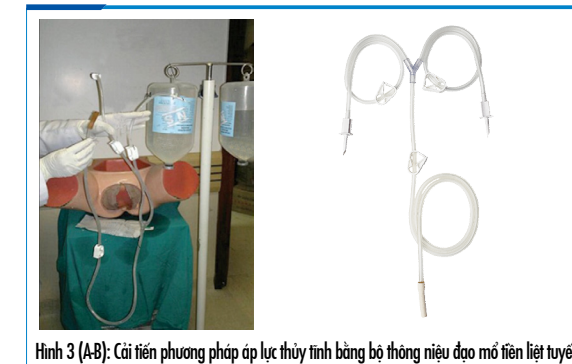 Hình 3 (A-B): Cải tiến phương pháp áp lực thủy tĩnh bằng bộ thông niệu đạo mổ tiền liệt tuyế